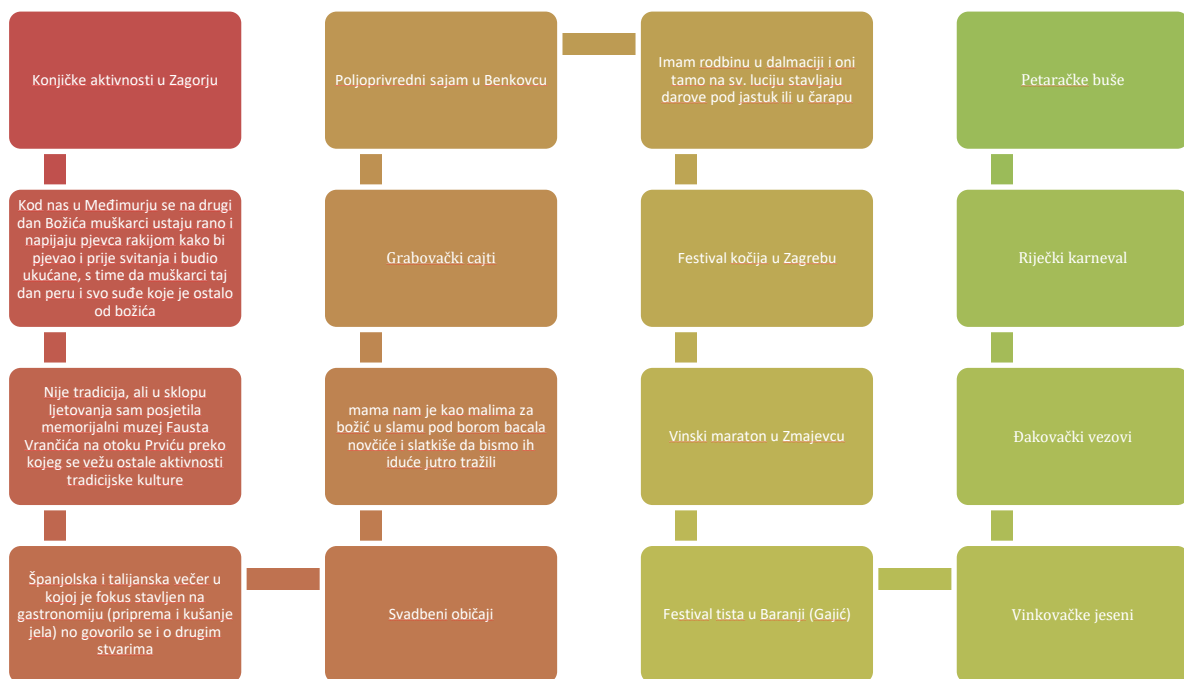 Konjičke aktivnosti u Zagorju
Kod nas u Međimurju se na drugi
dan Božića muškarci ustaju rano i
napijaju pjevca rakijom kako bi
pjevao i prije svitanja i budio
ukućane, s time da muškarci taj
dan peru i svo suđe koje je ostalo
od božića
Nije tradicija, ali u sklopu
ljetovanja sam posjetila
memorijalni muzej Fausta
Vrančića na otoku Prviću preko
kojeg se vežu ostale aktivnosti
tradicijske kulture
Španjolska i talijanska večer u
kojoj je fokus stavljen na
gastronomiju (priprema i kušanje
jela) no govorilo se i o drugim
stvarima
Svadbeni običaji
mama nam je kao malima za
božić u slamu pod borom bacala
novčiće i slatkiše da bismo ih
iduće jutro tražili
Grabovački cajti
Poljoprivredni sajam u Benkovcu
Imam rodbinu u dalmaciji i oni
tamo na sv. luciju stavljaju
darove pod jastuk ili u čarapu
Festival kočija u Zagrebu
Vinski maraton u Zmajevcu
Festival tista u Baranji (Gajić)
Vinkovačke jeseni
Đakovački vezovi
Riječki karneval
Petaračke buše